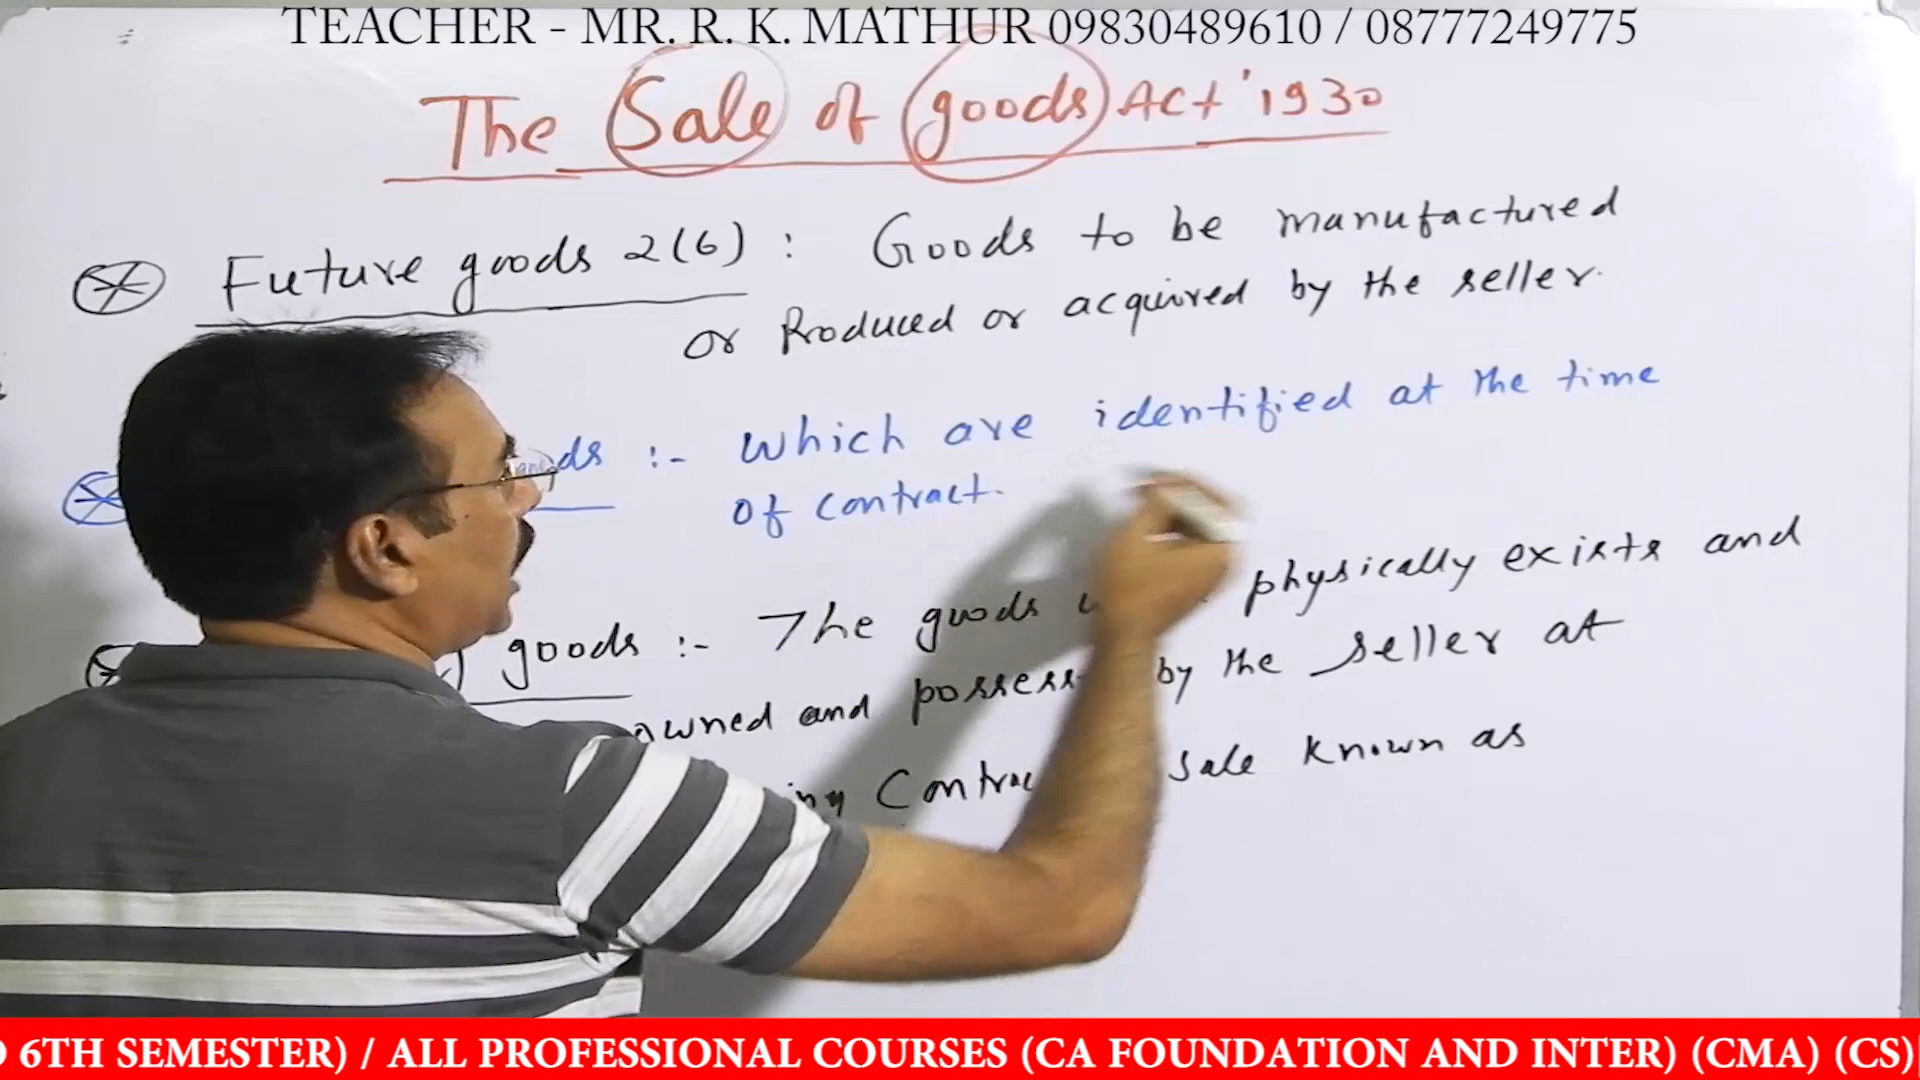 TEACHER - MR. R. K. MATHUR 09830489610 / 08777249775
The Sale of goods Act '1930
Future goods 2(6) : Goods to be manufactured
or Produced or acquired by the seller.
:- which are identified at the time
of contract.
goods :- The goods physically exists and
owned and possess by the seller at
Sale known as
6TH SEMESTER) / ALL PROFESSIONAL COURSES (CA FOUNDATION AND INTER) (CMA) (CS)